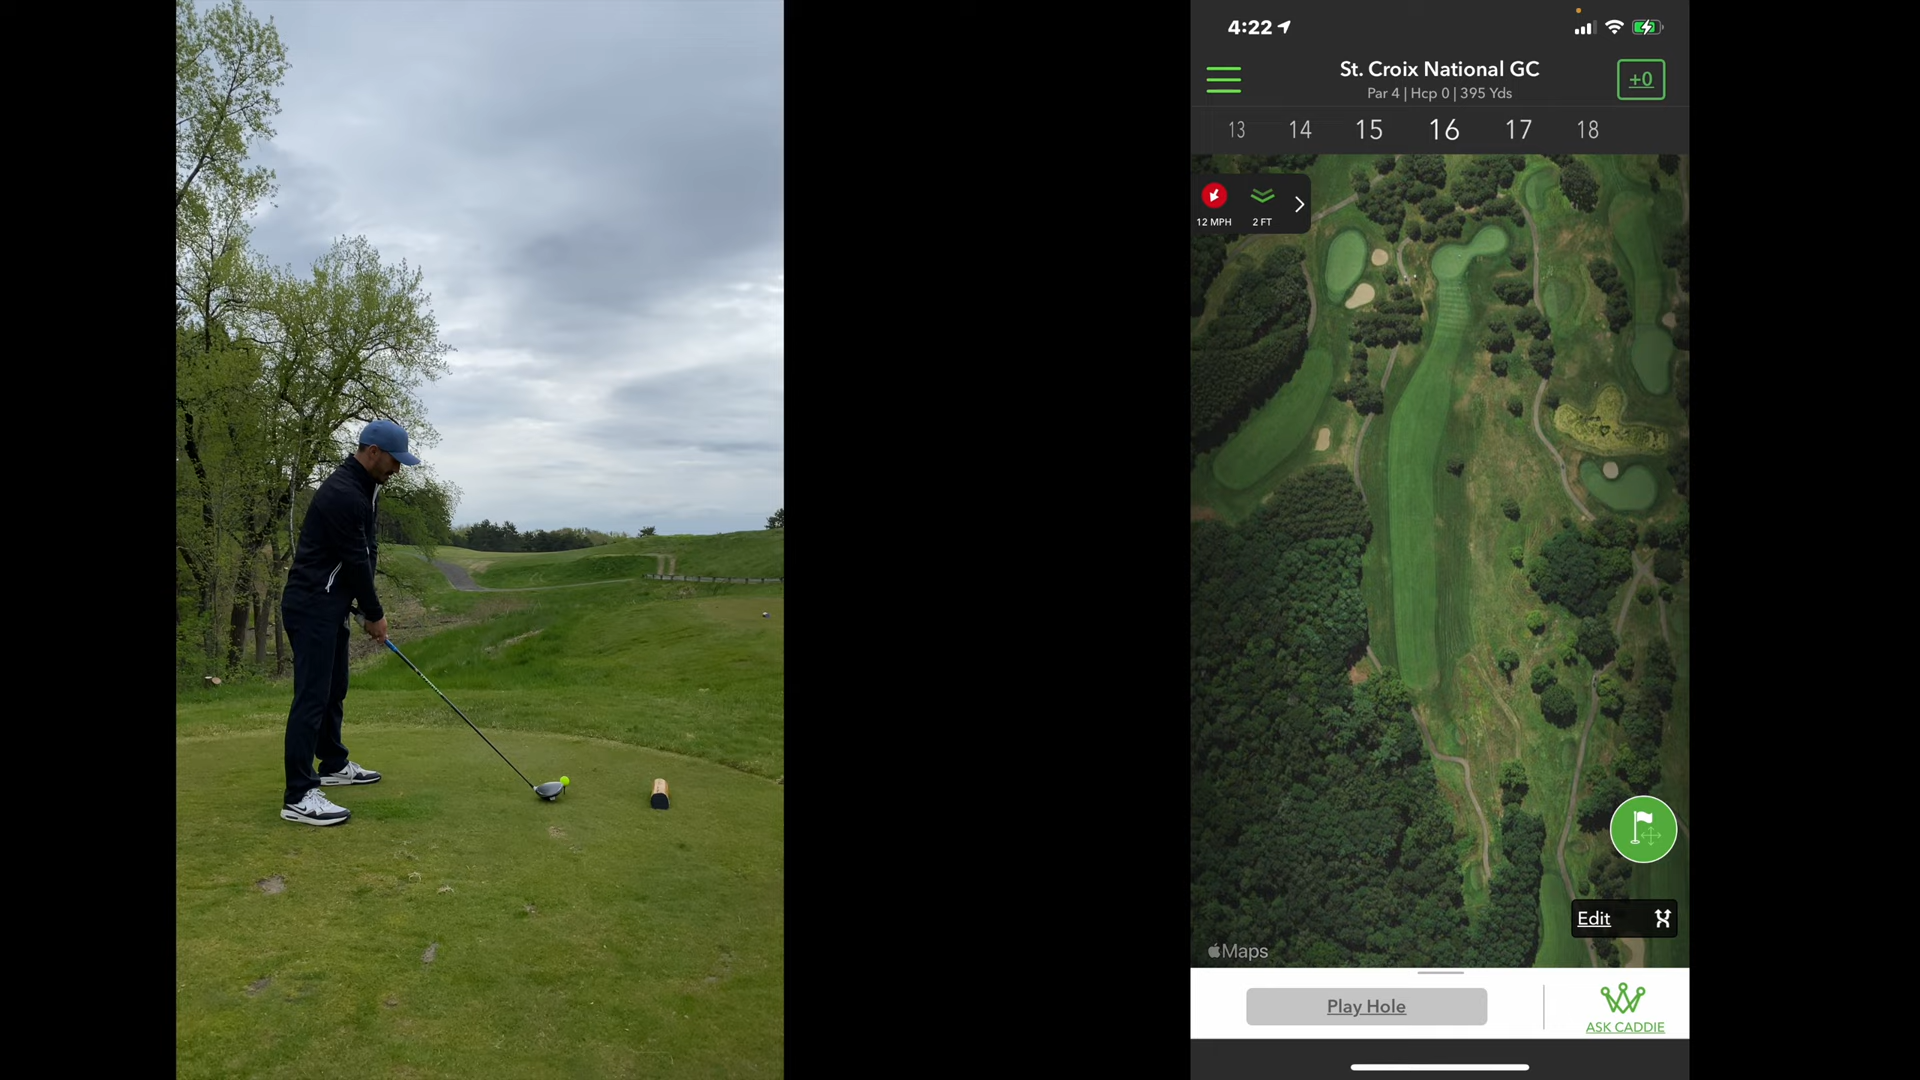 4:22
St. Croix National GC
+0
Par 4 | Hcp 0 | 395 Yds
13 14 15 16 17 18
12 MPH 2 FT
Edit
Maps
Play Hole
ASK CADDIE